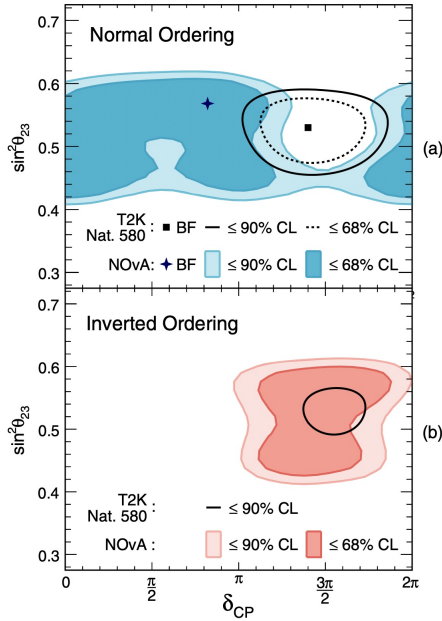 0.7
Normal Ordering
0.6
0.5
sin²θ₂₃
(a)
0.4
T2K Nat. 580: ■ BF — ≤ 90% CL ···· ≤ 68% CL
NOvA: ✦ BF ≤ 90% CL ≤ 68% CL
0.3
0.7
Inverted Ordering
0.6
0.5
sin²θ₂₃
(b)
0.4
T2K Nat. 580 : — ≤ 90% CL
NOvA : ≤ 90% CL ≤ 68% CL
0.3
0 π/2 π 3π/2 2π
δCP